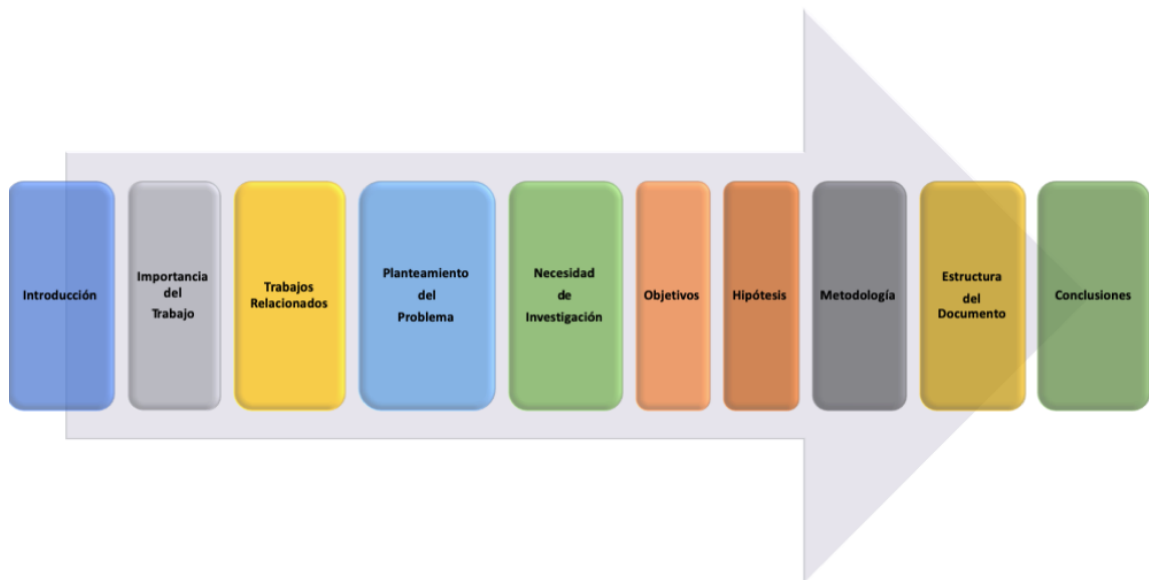 Introducción
Importancia
del
Trabajo
Trabajos
Relacionados
Planteamiento
del
Problema
Necesidad
de
Investigación
Objetivos
Hipótesis
Metodología
Estructura
del
Documento
Conclusiones